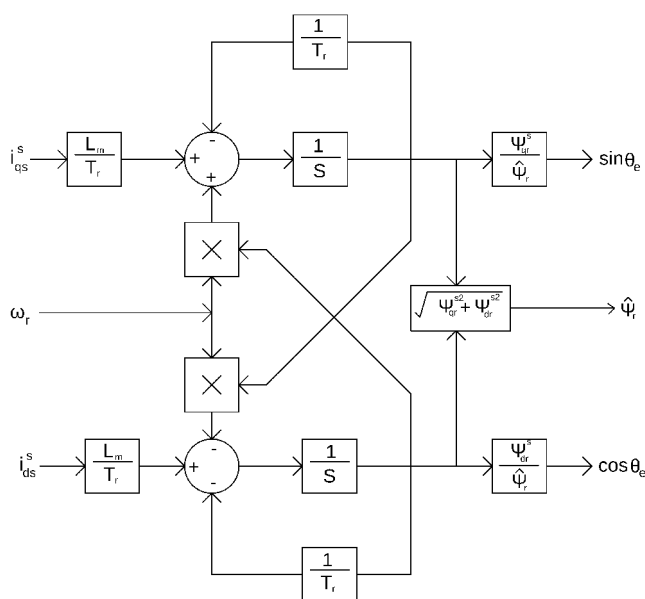 1
T_r
-
i_qs^s
L_m
T_r
+
+
1
S
Ψ_qr^s
Ψ̂_r
sinθ_e
×
ω_r
√Ψ_qr^s2 + Ψ_dr^s2
Ψ̂_r
×
-
i_ds^s
L_m
T_r
+
-
1
S
Ψ_dr^s
Ψ̂_r
cosθ_e
1
T_r